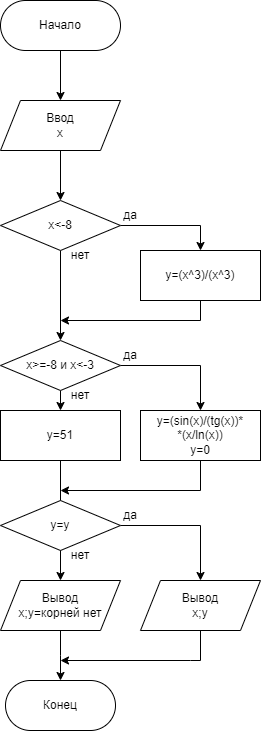 Начало
Ввод
x
x<-8
да
нет
y=(x^3)/(x^3)
x>=-8 и x<-3
да
нет
y=51
y=(sin(x)/(tg(x))*
*(x/ln(x))
y=0
y=y
да
нет
Вывод
x;y=корней нет
Вывод
x;y
Конец